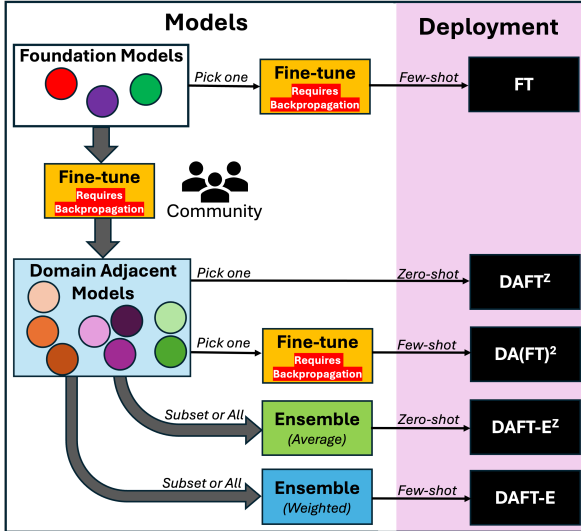 Models
Deployment
Foundation Models
Pick one
Fine-tune
Requires
Backpropagation
Few-shot
FT
Fine-tune
Requires
Backpropagation
Community
Domain Adjacent
Models
Pick one
Zero-shot
DAFTᶻ
Pick one
Fine-tune
Requires
Backpropagation
Few-shot
DA(FT)²
Subset or All
Ensemble
(Average)
Zero-shot
DAFT-Eᶻ
Subset or All
Ensemble
(Weighted)
Few-shot
DAFT-E